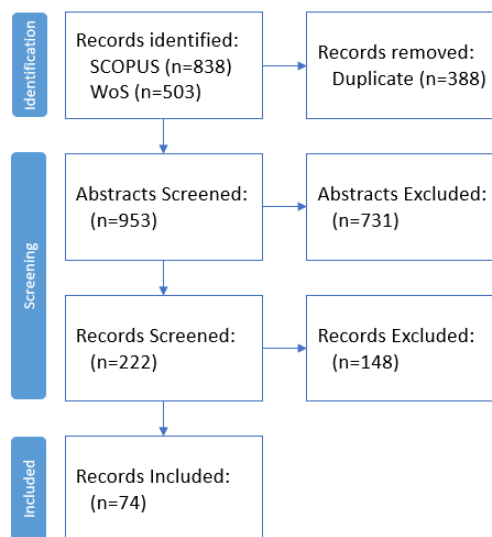 Identification
Records identified:
SCOPUS (n=838)
WoS (n=503)
Records removed:
Duplicate (n=388)
Screening
Abstracts Screened:
(n=953)
Abstracts Excluded:
(n=731)
Records Screened:
(n=222)
Records Excluded:
(n=148)
Included
Records Included:
(n=74)